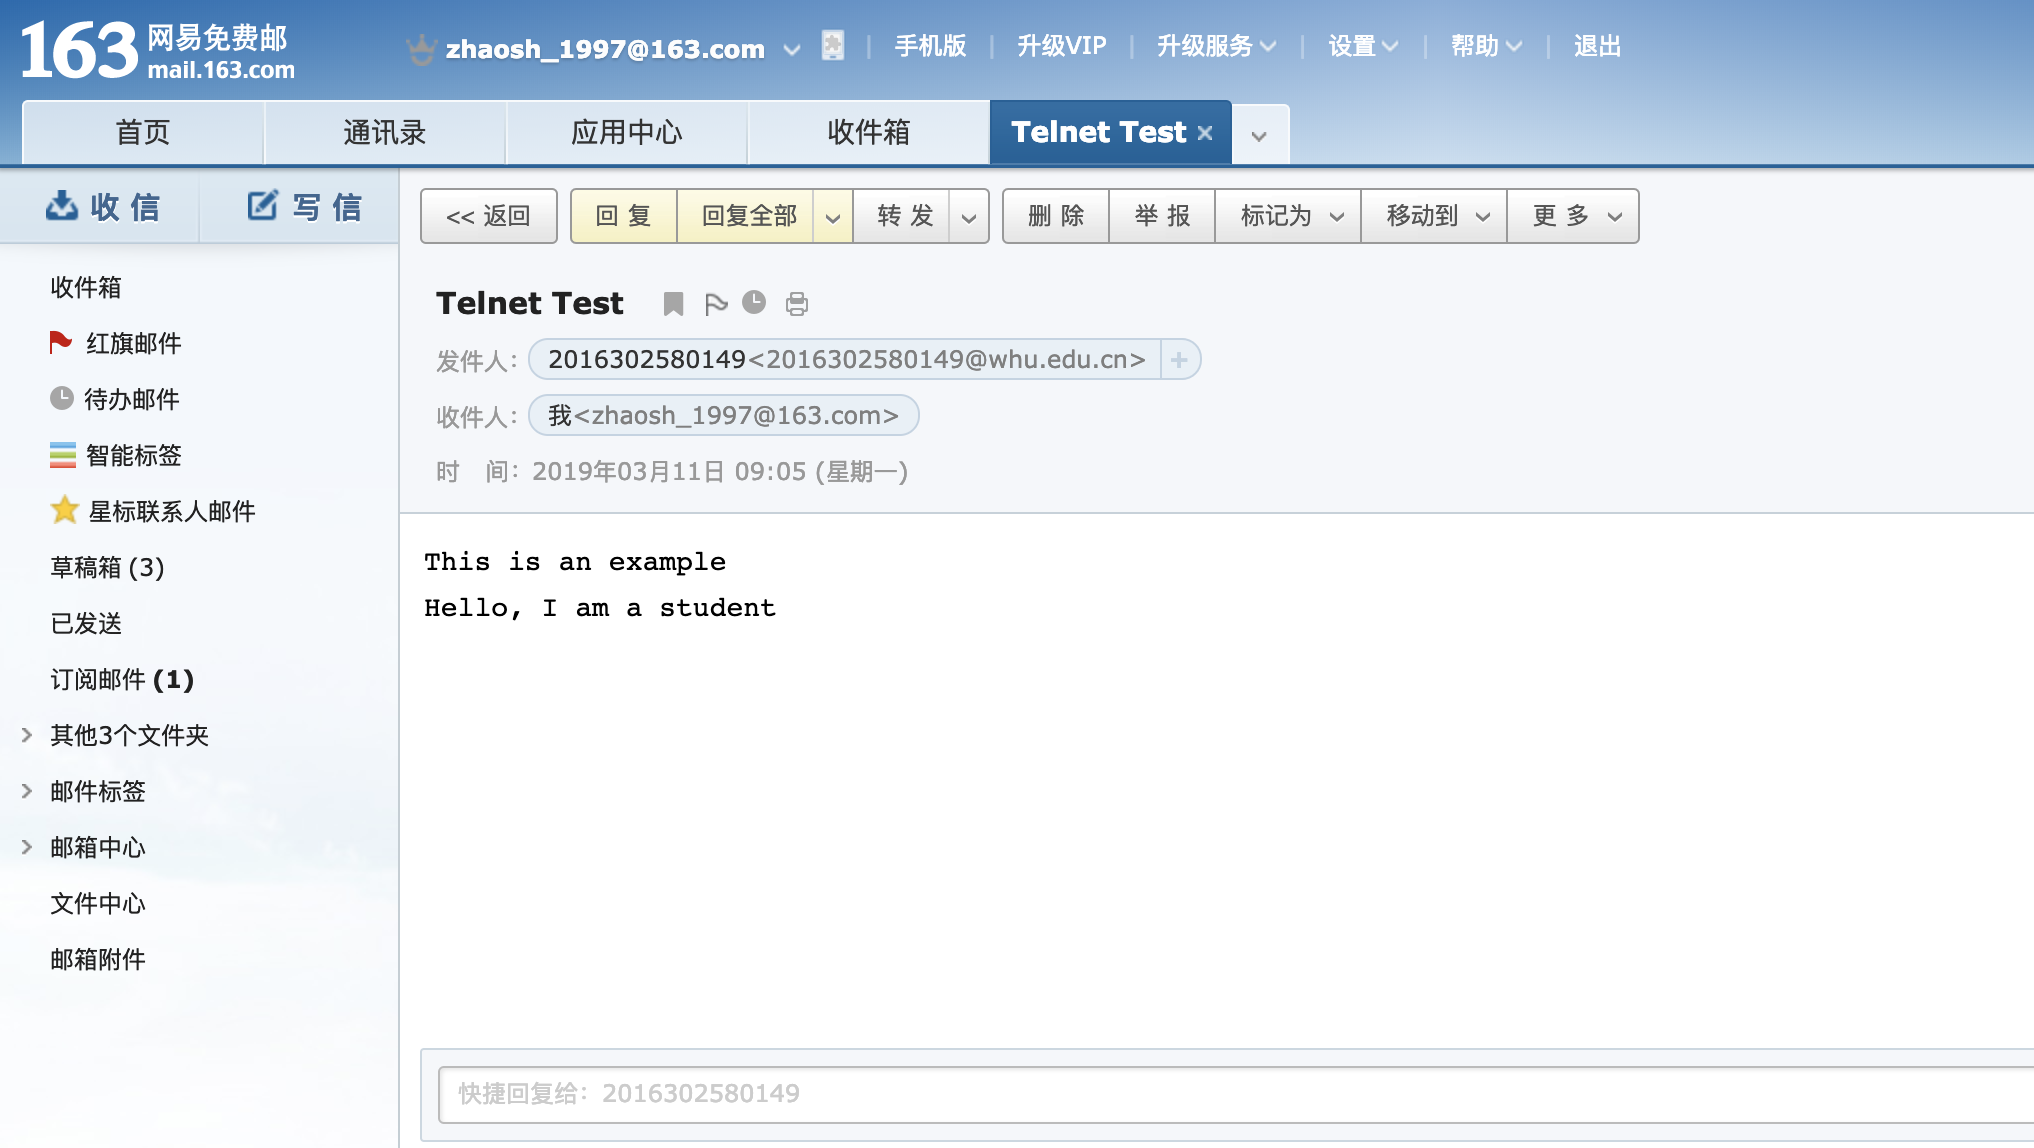 163 网易免费邮
mail.163.com
zhaosh_1997@163.com 手机版 升级VIP 升级服务 设置 帮助 退出
首页 通讯录 应用中心 收件箱 Telnet Test
收 信 写 信
<< 返回 回 复 回复全部 转 发 删 除 举 报 标记为 移动到 更 多
收件箱
红旗邮件
待办邮件
智能标签
星标联系人邮件
草稿箱 (3)
已发送
订阅邮件 (1)
其他3个文件夹
邮件标签
邮箱中心
文件中心
邮箱附件
Telnet Test
发件人： 2016302580149<2016302580149@whu.edu.cn>
收件人： 我<zhaosh_1997@163.com>
时 间： 2019年03月11日 09:05 (星期一)
This is an example
Hello, I am a student
快捷回复给：2016302580149